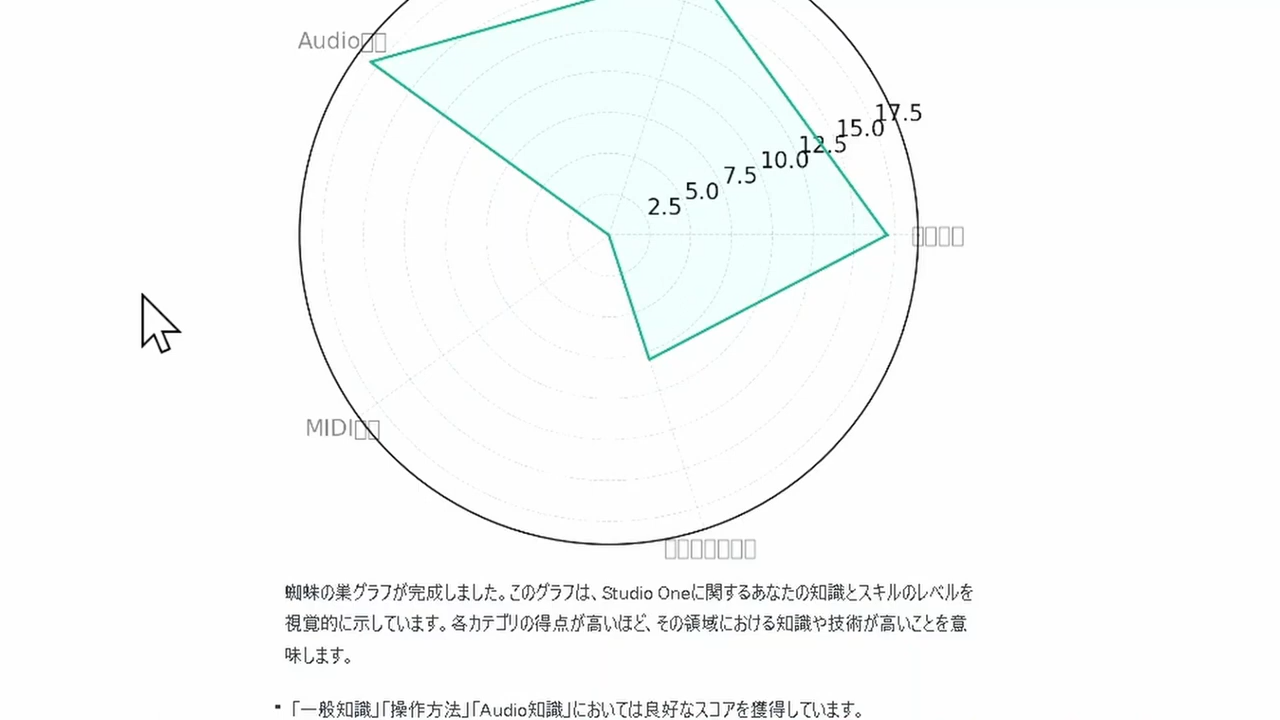 Audio□□
17.5
15.0
12.5
10.0
7.5
5.0
2.5
□□□□
MIDI□□
□□□□□□□
蜘蛛の巣グラフが完成しました。このグラフは、Studio Oneに関するあなたの知識とスキルのレベルを
視覚的に示しています。各カテゴリの得点が高いほど、その領域における知識や技術が高いことを意
味します。
▪ 「一般知識」「操作方法」「Audio知識」においては良好なスコアを獲得しています。